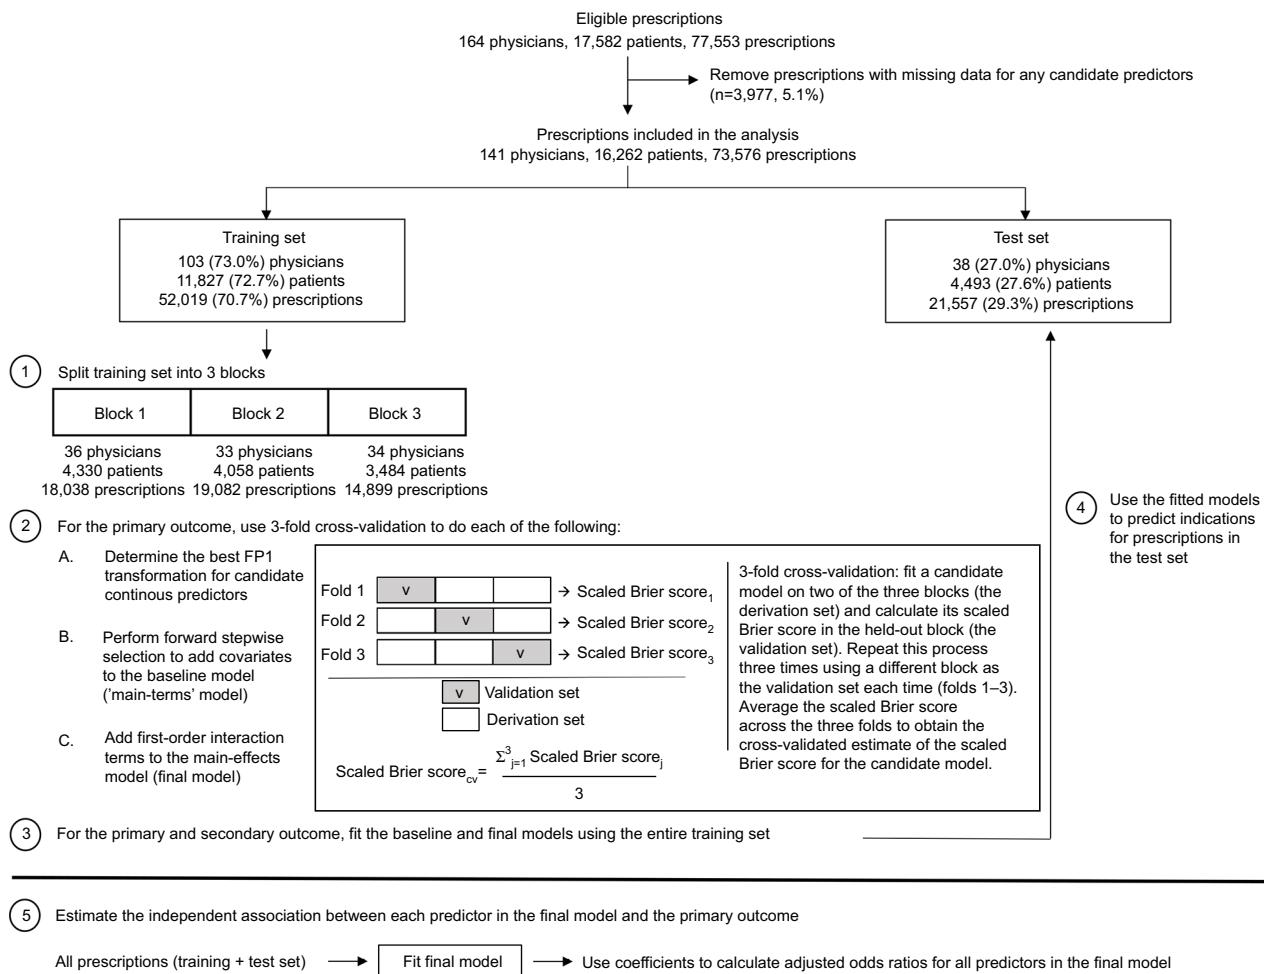 Eligible prescriptions
164 physicians, 17,582 patients, 77,553 prescriptions
Remove prescriptions with missing data for any candidate predictors
(n=3,977, 5.1%)
Prescriptions included in the analysis
141 physicians, 16,262 patients, 73,576 prescriptions
Training set
103 (73.0%) physicians
11,827 (72.7%) patients
52,019 (70.7%) prescriptions
Test set
38 (27.0%) physicians
4,493 (27.6%) patients
21,557 (29.3%) prescriptions
1 Split training set into 3 blocks
Block 1 Block 2 Block 3
36 physicians 33 physicians 34 physicians
4,330 patients 4,058 patients 3,484 patients
18,038 prescriptions 19,082 prescriptions 14,899 prescriptions
2 For the primary outcome, use 3-fold cross-validation to do each of the following:
A. Determine the best FP1
transformation for candidate
continous predictors
B. Perform forward stepwise
selection to add covariates
to the baseline model
('main-terms' model)
C. Add first-order interaction
terms to the main-effects
model (final model)
Fold 1 v → Scaled Brier score1
Fold 2 v → Scaled Brier score2
Fold 3 v → Scaled Brier score3
v Validation set
Derivation set
Scaled Brier scorecv= Σ3j=1 Scaled Brier scorej
3
3-fold cross-validation: fit a candidate
model on two of the three blocks (the
derivation set) and calculate its scaled
Brier score in the held-out block (the
validation set). Repeat this process
three times using a different block as
the validation set each time (folds 1–3).
Average the scaled Brier score
across the three folds to obtain the
cross-validated estimate of the scaled
Brier score for the candidate model.
4 Use the fitted models
to predict indications
for prescriptions in
the test set
3 For the primary and secondary outcome, fit the baseline and final models using the entire training set
5 Estimate the independent association between each predictor in the final model and the primary outcome
All prescriptions (training + test set) Fit final model Use coefficients to calculate adjusted odds ratios for all predictors in the final model